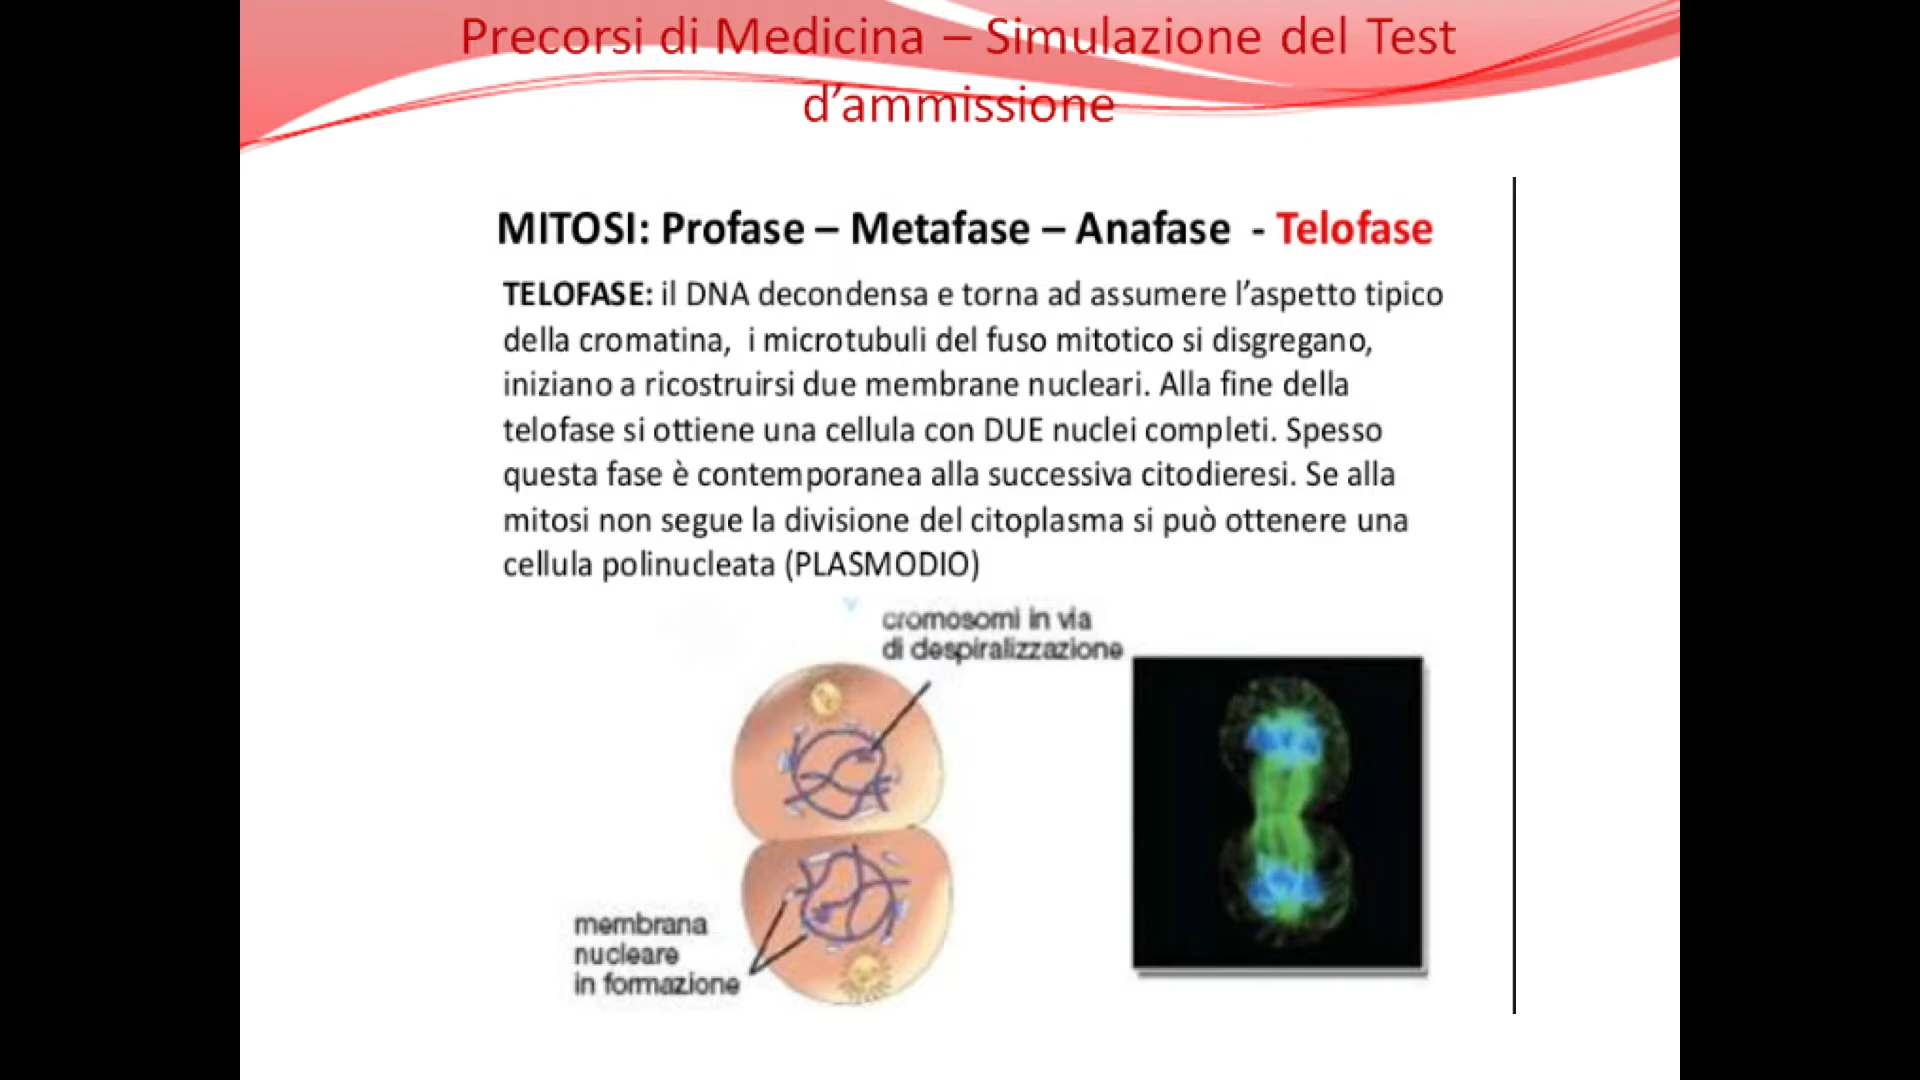 Precorsi di Medicina – Simulazione del Test
d’ammissione
MITOSI: Profase – Metafase – Anafase - Telofase
TELOFASE: il DNA decondensa e torna ad assumere l’aspetto tipico
della cromatina, i microtubuli del fuso mitotico si disgregano,
iniziano a ricostruirsi due membrane nucleari. Alla fine della
telofase si ottiene una cellula con DUE nuclei completi. Spesso
questa fase è contemporanea alla successiva citodieresi. Se alla
mitosi non segue la divisione del citoplasma si può ottenere una
cellula polinucleata (PLASMODIO)
cromosomi in via
di despiralizzazione
membrana
nucleare
in formazione